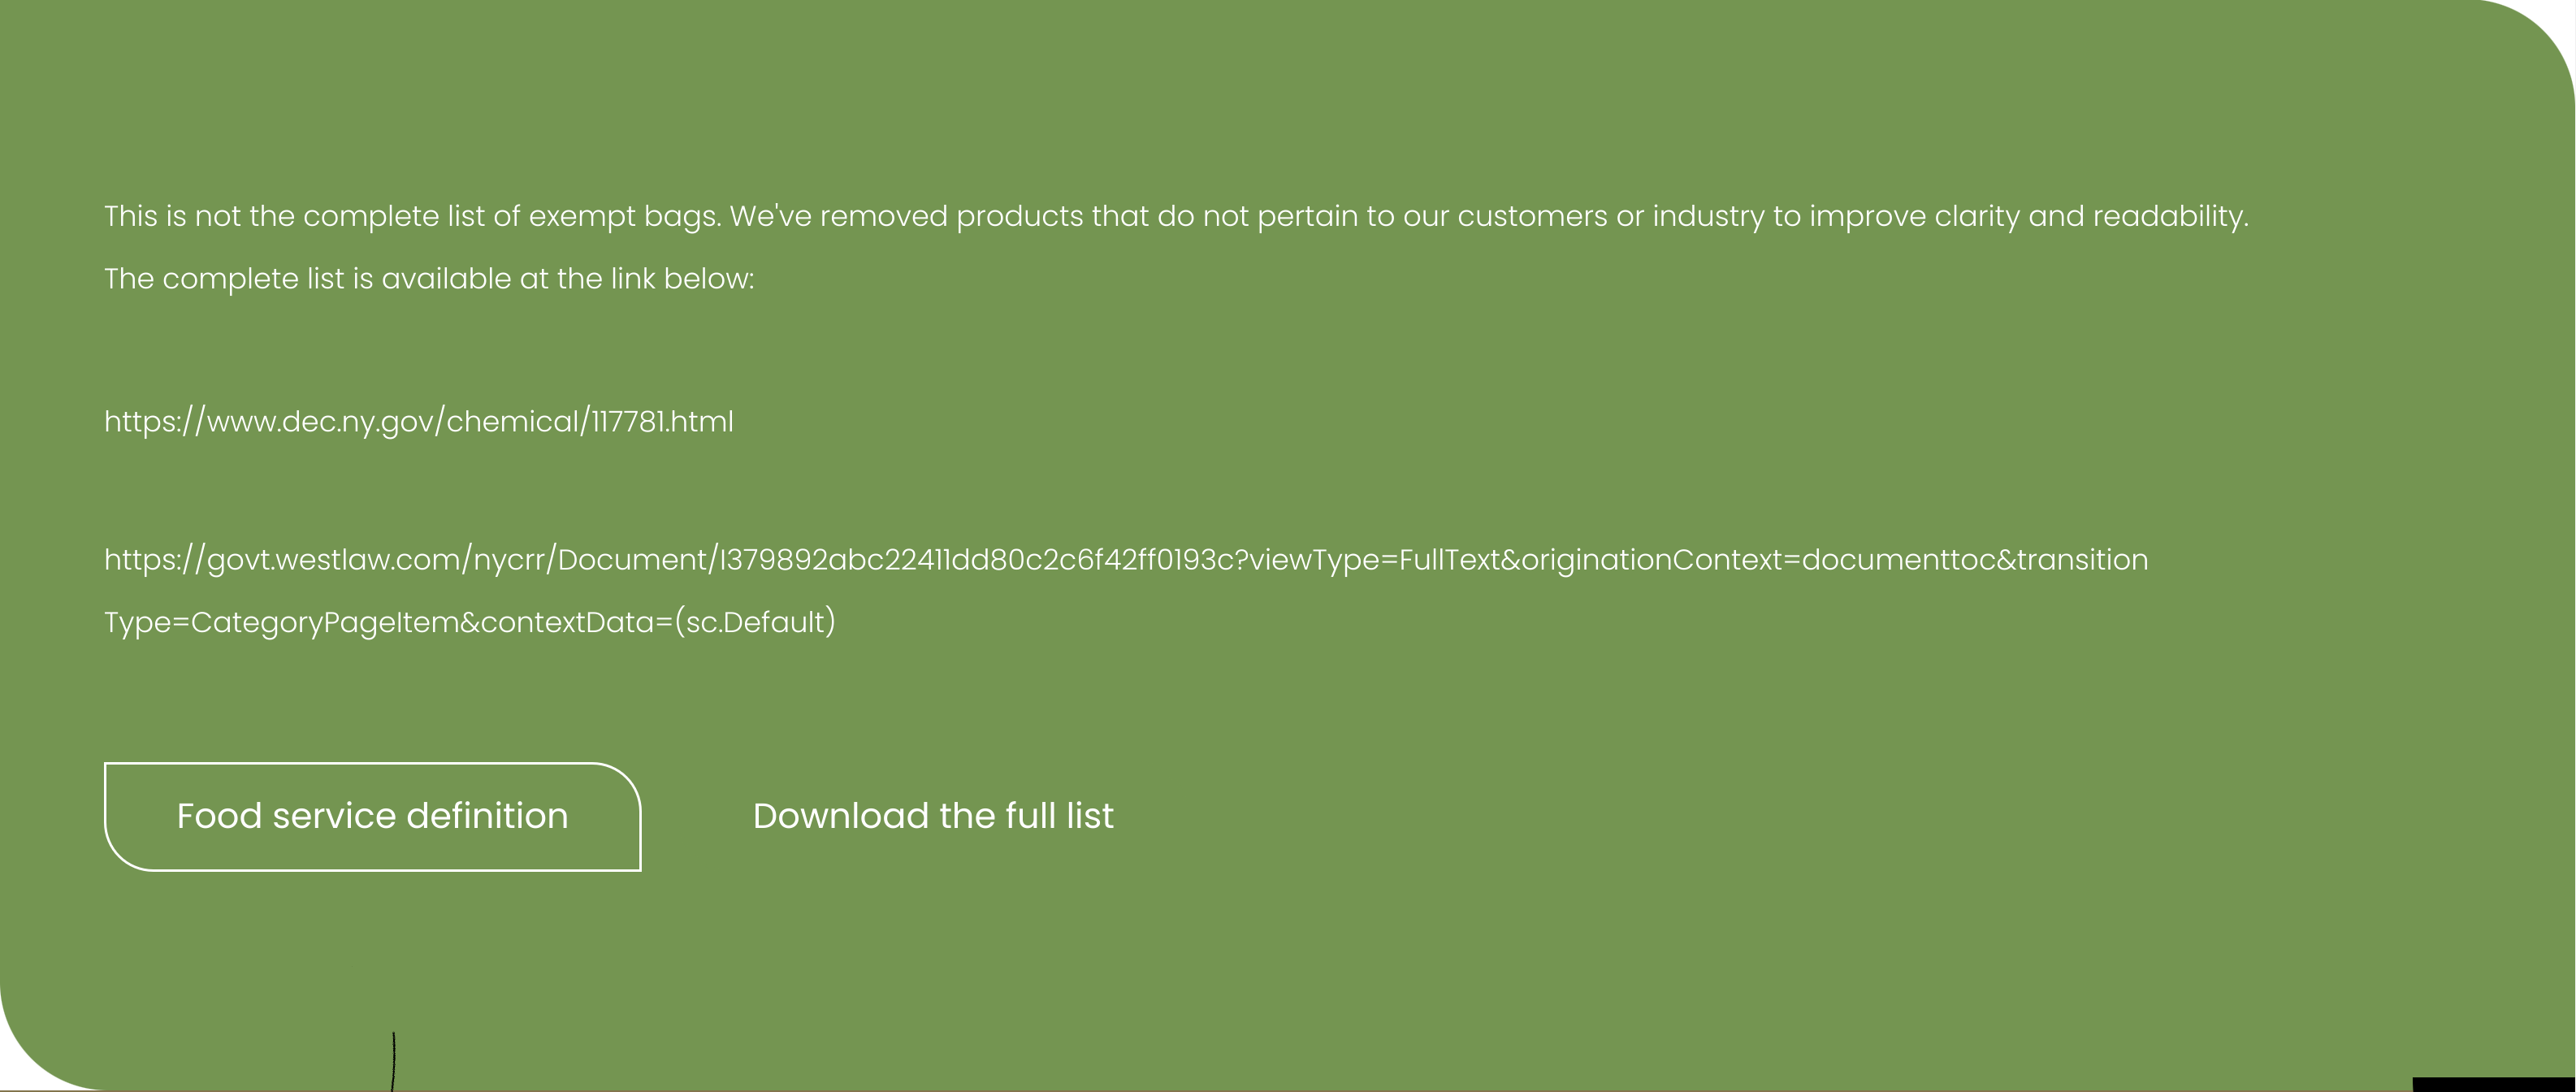 This is not the complete list of exempt bags. We've removed products that do not pertain to our customers or industry to improve clarity and readability.
The complete list is available at the link below:
https://www.dec.ny.gov/chemical/117781.html
https://govt.westlaw.com/nycrr/Document/I379892abc22411dd80c2c6f42ff0193c?viewType=FullText&originationContext=documenttoc&transition
Type=CategoryPageItem&contextData=(sc.Default)
Food service definition
Download the full list